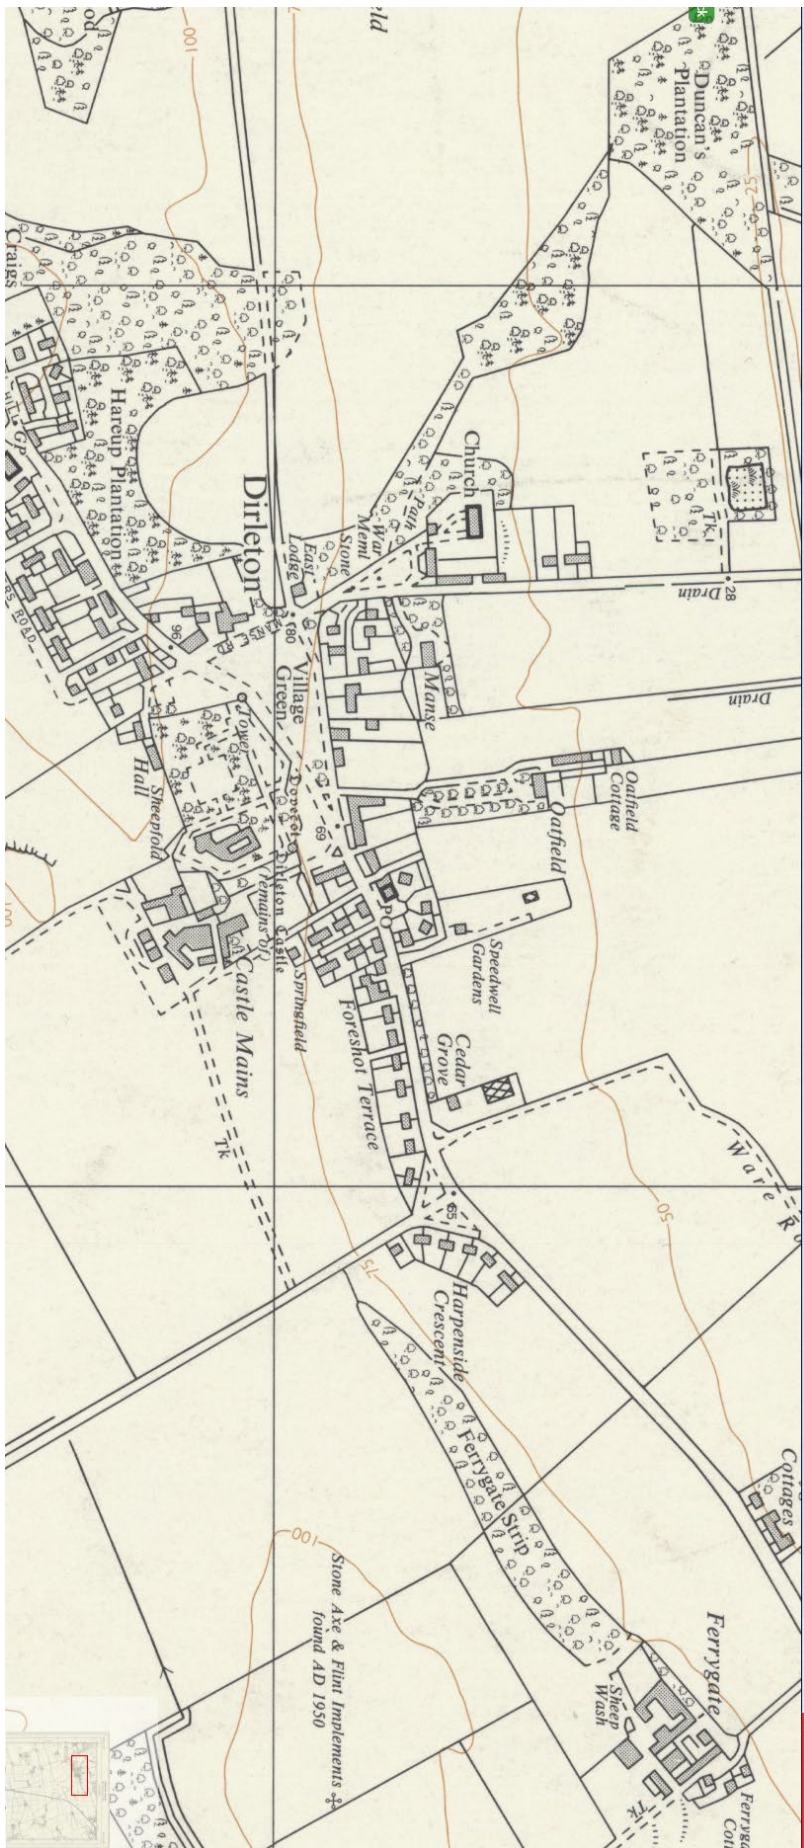 Duncan's
Plantation
25
100
Craigs
Gp
Harecup Plantation
Dirleton
Church
Path
War
Meml
Stone
East
Lodge
Tk
28
Drain
Drain
80
96
Manse
Village
Green
Tower
Hall
Sheepfold
Dovecot
69
Dirleton Castle
remains of
Oatfield
Cottage
Oatfield
PO
Speedwell
Gardens
Springfield
Castle Mains
Foreshot Terrace
Cedar
Grove
Tk
Ware
50
65
75
100
Harpenside
Crescent
Ferrygate Strip
Cottages
Stone Axe & Flint Implements
found AD 1950
Ferrygate
Sheep
Wash
Tk